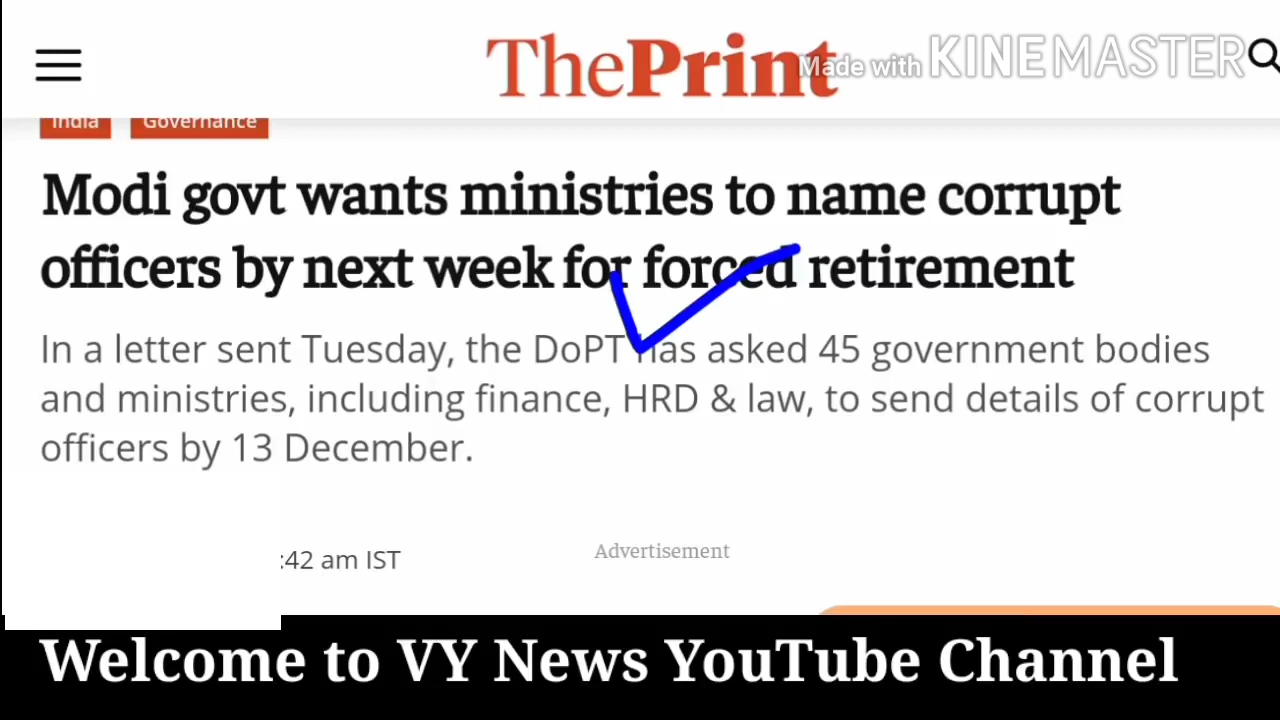 ThePrint
Made with KINEMASTER
India Governance
Modi govt wants ministries to name corrupt
officers by next week for forced retirement
In a letter sent Tuesday, the DoPT has asked 45 government bodies
and ministries, including finance, HRD & law, to send details of corrupt
officers by 13 December.
:42 am IST
Advertisement
Welcome to VY News YouTube Channel